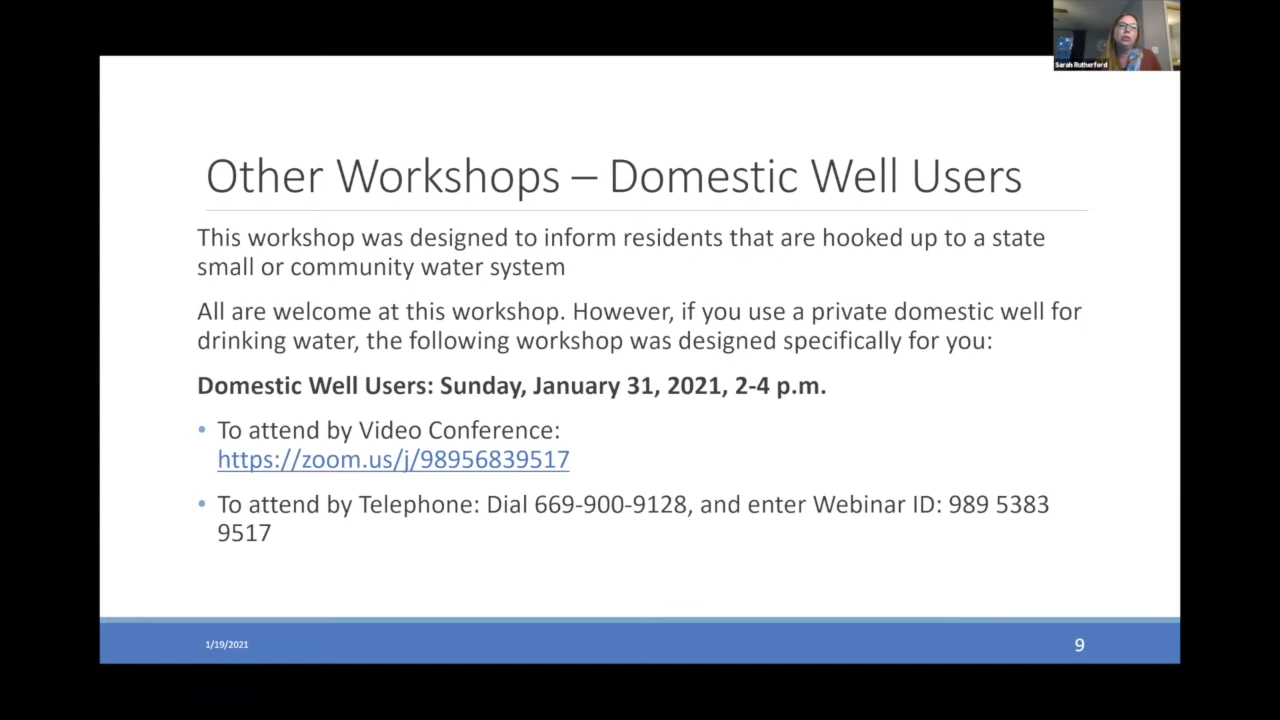 Sarah Rutherford
Other Workshops – Domestic Well Users
This workshop was designed to inform residents that are hooked up to a state
small or community water system
All are welcome at this workshop. However, if you use a private domestic well for
drinking water, the following workshop was designed specifically for you:
Domestic Well Users: Sunday, January 31, 2021, 2-4 p.m.
• To attend by Video Conference:
https://zoom.us/j/98956839517
• To attend by Telephone: Dial 669-900-9128, and enter Webinar ID: 989 5383
9517
1/19/2021
9